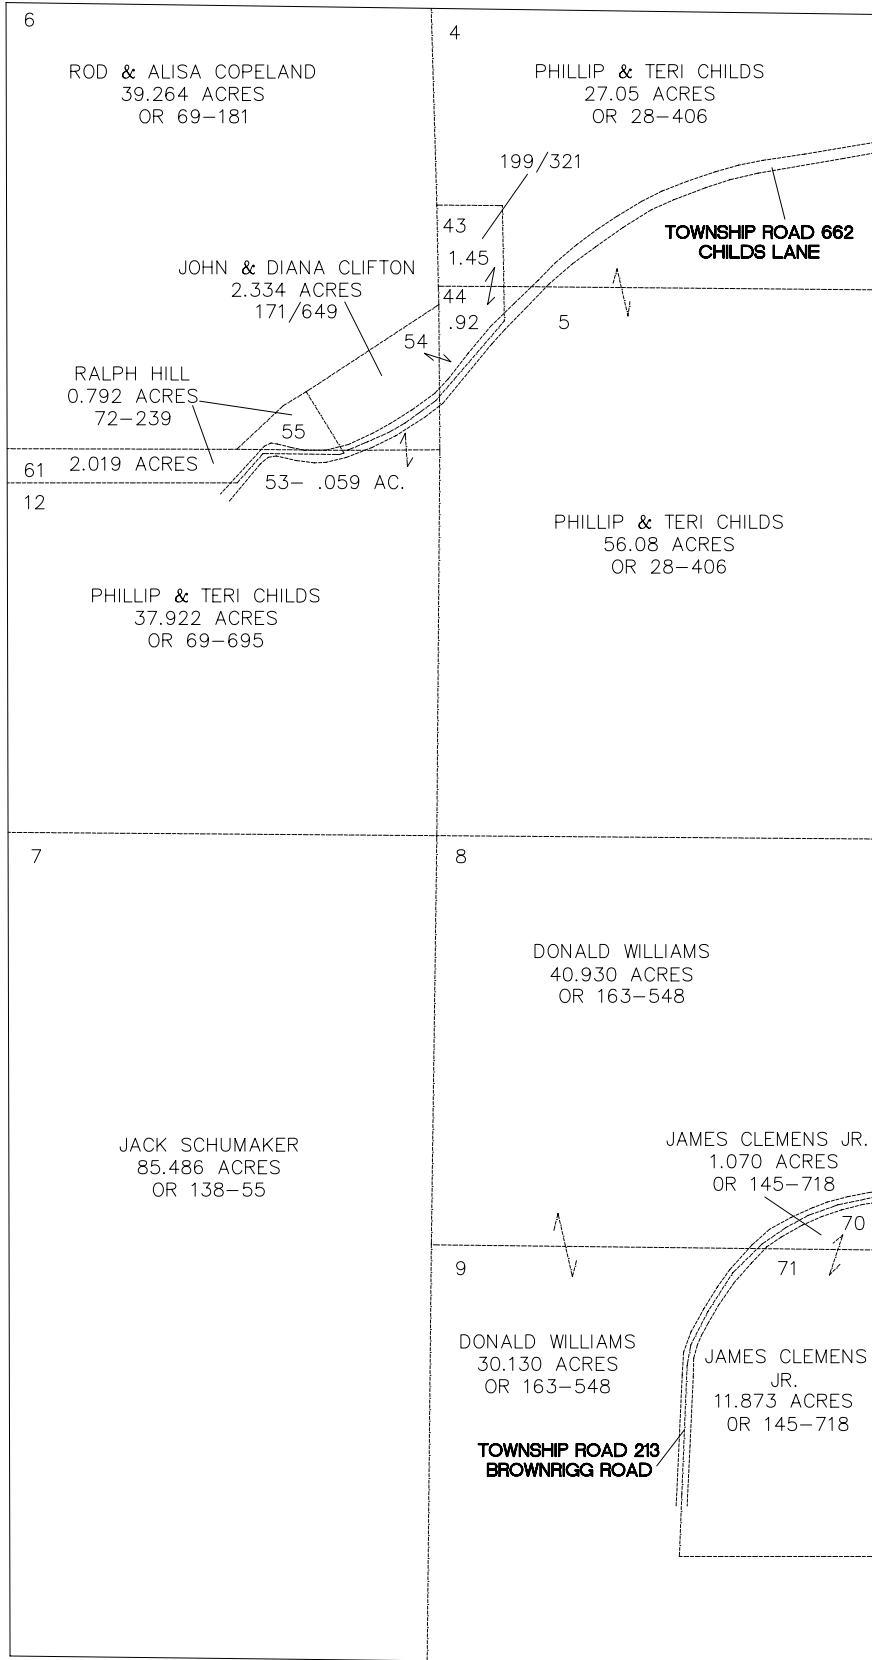 6
ROD & ALISA COPELAND
39.264 ACRES
OR 69-181
4
PHILLIP & TERI CHILDS
27.05 ACRES
OR 28-406
199/321
TOWNSHIP ROAD 662
CHILDS LANE
43
1.45
44
.92
5
JOHN & DIANA CLIFTON
2.334 ACRES
171/649
54
RALPH HILL
0.792 ACRES
72-239
55
61
2.019 ACRES
53- .059 AC.
12
PHILLIP & TERI CHILDS
37.922 ACRES
OR 69-695
PHILLIP & TERI CHILDS
56.08 ACRES
OR 28-406
7
JACK SCHUMAKER
85.486 ACRES
OR 138-55
8
DONALD WILLIAMS
40.930 ACRES
OR 163-548
JAMES CLEMENS JR.
1.070 ACRES
OR 145-718
70
9
71
DONALD WILLIAMS
30.130 ACRES
OR 163-548
JAMES CLEMENS
JR.
11.873 ACRES
OR 145-718
TOWNSHIP ROAD 213
BROWNRIGG ROAD